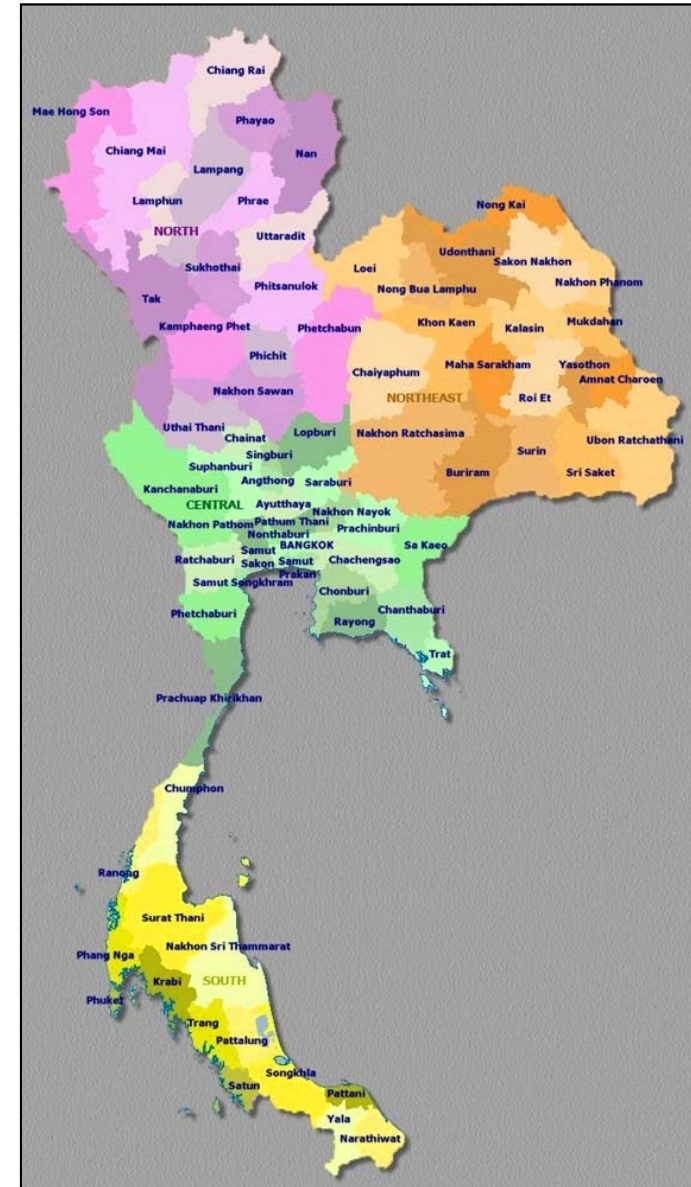 Chiang Rai
Mae Hong Son
Phayao
Chiang Mai
Nan
Lampang
Lamphun
Phrae
Nong Kai
NORTH
Uttaradit
Udonthani
Sakon Nakhon
Sukhothai
Loei
Nakhon Phanom
Phitsanulok
Nong Bua Lamphu
Tak
Khon Kaen
Mukdahan
Kamphaeng Phet
Phetchabun
Kalasin
Phichit
Maha Sarakham
Yasothon
Chaiyaphum
Amnat Charoen
Nakhon Sawan
NORTHEAST
Roi Et
Uthai Thani
Lopburi
Nakhon Ratchasima
Chainat
Ubon Ratchathani
Singburi
Surin
Suphanburi
Buriram
Sri Saket
Angthong
Saraburi
Kanchanaburi
CENTRAL
Ayutthaya
Nakhon Nayok
Nakhon Pathom
Pathum Thani
Prachinburi
Nonthaburi
BANGKOK
Sa Kaeo
Samut
Sakon
Ratchaburi
Samut
Prakan
Chachengsao
Samut Songkhram
Chonburi
Phetchaburi
Chanthaburi
Rayong
Trat
Prachuap Khirikhan
Chumphon
Ranong
Surat Thani
Nakhon Sri Thammarat
Phang Nga
Krabi
SOUTH
Phuket
Trang
Pattalung
Songkhla
Satun
Pattani
Yala
Narathiwat